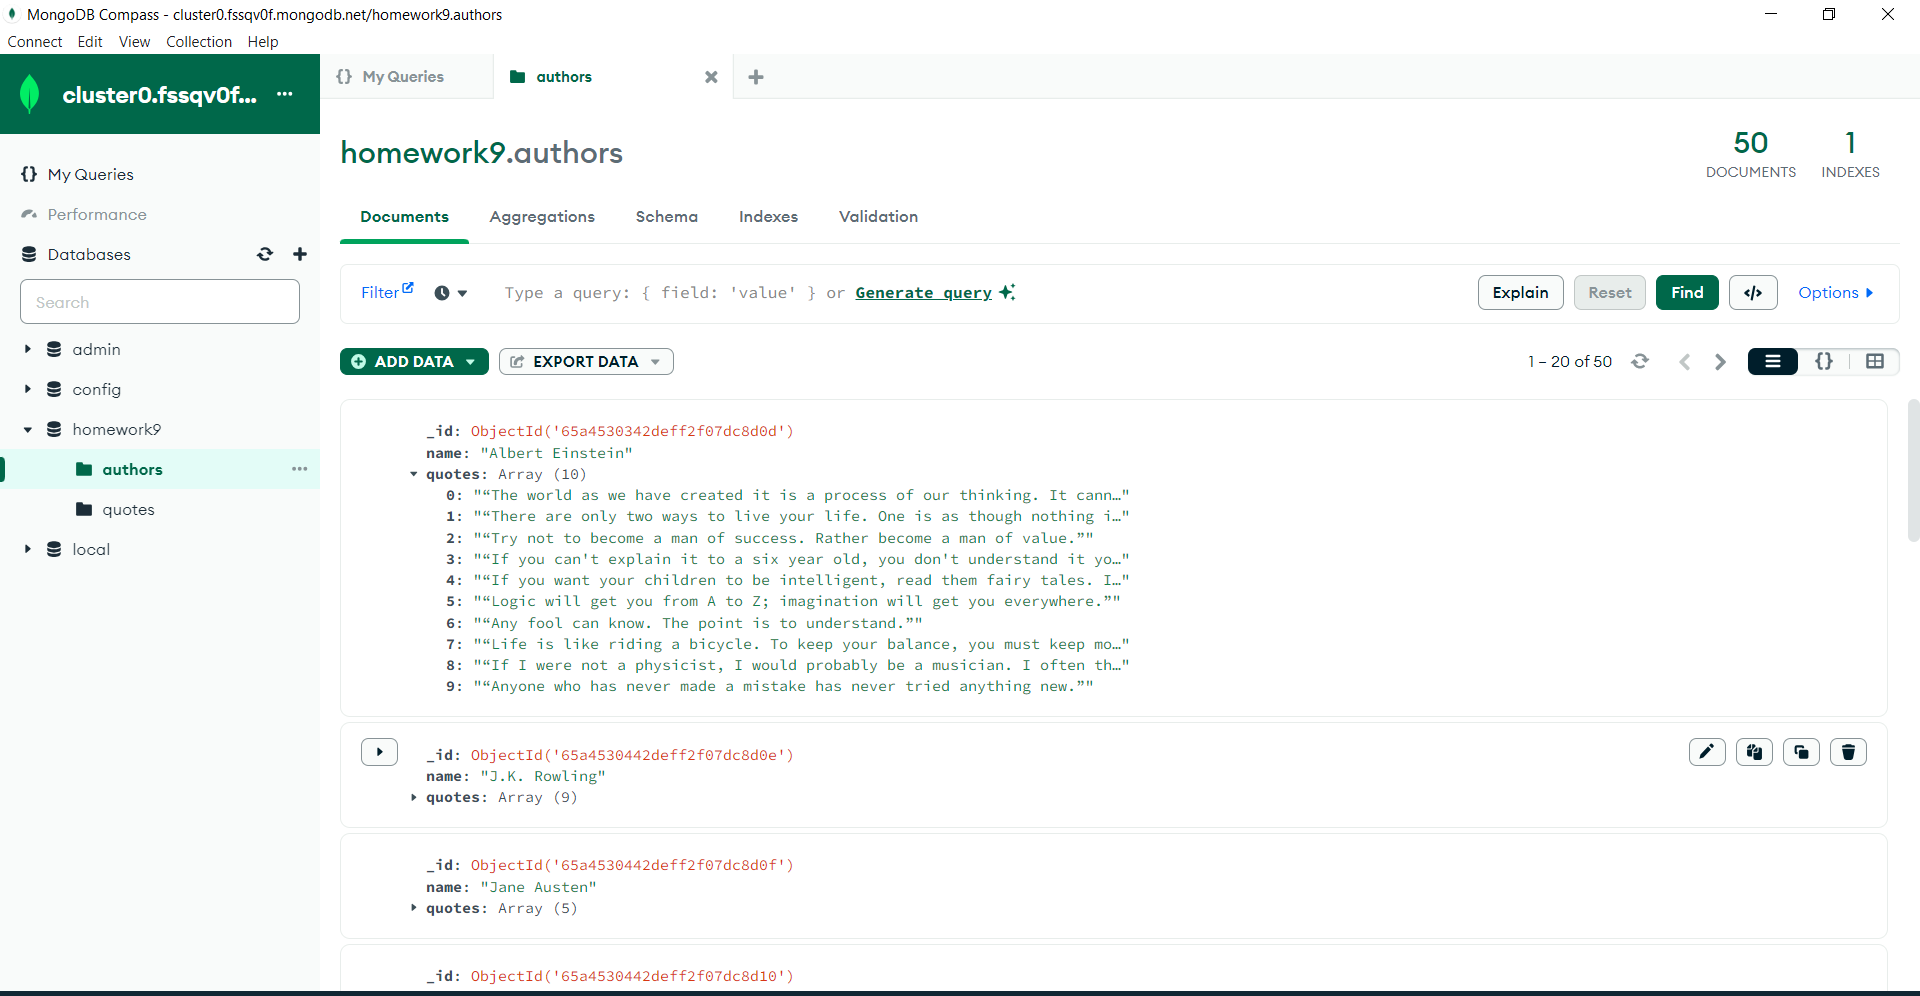 MongoDB Compass - cluster0.fssqv0f.mongodb.net/homework9.authors
Connect Edit View Collection Help
cluster0.fssqv0f...
My Queries
authors
My Queries
Performance
Databases
Search
admin
config
homework9
authors
quotes
local
homework9.authors
50
DOCUMENTS
1
INDEXES
Documents Aggregations Schema Indexes Validation
Filter Type a query: { field: 'value' } or Generate query Explain Reset Find </> Options
ADD DATA EXPORT DATA 1 – 20 of 50 {}
_id: ObjectId('65a4530342deff2f07dc8d0d')
name: "Albert Einstein"
quotes: Array (10)
0: "“The world as we have created it is a process of our thinking. It cann…"
1: "“There are only two ways to live your life. One is as though nothing i…"
2: "“Try not to become a man of success. Rather become a man of value.”"
3: "“If you can't explain it to a six year old, you don't understand it yo…"
4: "“If you want your children to be intelligent, read them fairy tales. I…"
5: "“Logic will get you from A to Z; imagination will get you everywhere.”"
6: "“Any fool can know. The point is to understand.”"
7: "“Life is like riding a bicycle. To keep your balance, you must keep mo…"
8: "“If I were not a physicist, I would probably be a musician. I often th…"
9: "“Anyone who has never made a mistake has never tried anything new.”"
_id: ObjectId('65a4530442deff2f07dc8d0e')
name: "J.K. Rowling"
quotes: Array (9)
_id: ObjectId('65a4530442deff2f07dc8d0f')
name: "Jane Austen"
quotes: Array (5)
_id: ObjectId('65a4530442deff2f07dc8d10')